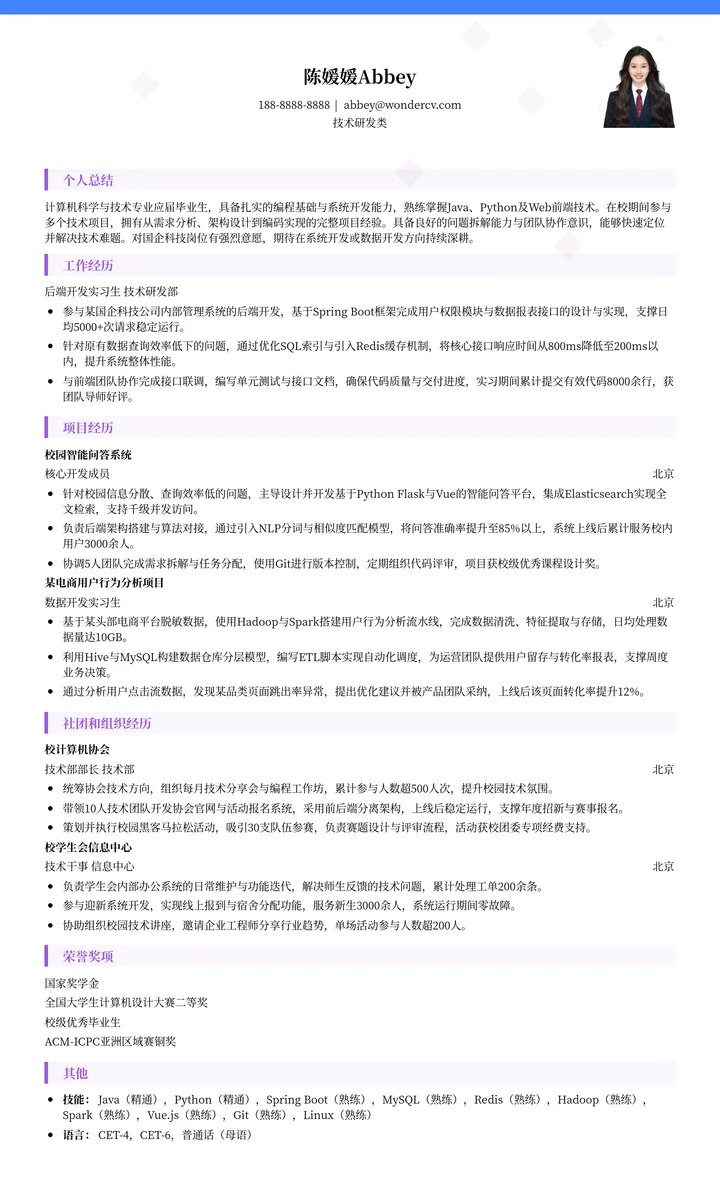 陈媛媛Abbey
188-8888-8888 | abbey@wondercv.com
技术研发类
个人总结
计算机科学与技术专业应届毕业生，具备扎实的编程基础与系统开发能力，熟练掌握Java、Python及Web前端技术。在校期间参与
多个技术项目，拥有从需求分析、架构设计到编码实现的完整项目经验。具备良好的问题拆解能力与团队协作意识，能够快速定位
并解决技术难题。对国企科技岗位有强烈意愿，期待在系统开发或数据开发方向持续深耕。
工作经历
后端开发实习生 技术研发部
• 参与某国企科技公司内部管理系统的后端开发，基于Spring Boot框架完成用户权限模块与数据报表接口的设计与实现，支撑日
均5000+次请求稳定运行。
• 针对原有数据查询效率低下的问题，通过优化SQL索引与引入Redis缓存机制，将核心接口响应时间从800ms降低至200ms以
内，提升系统整体性能。
• 与前端团队协作完成接口联调，编写单元测试与接口文档，确保代码质量与交付进度，实习期间累计提交有效代码8000余行，获
团队导师好评。
项目经历
校园智能问答系统
核心开发成员 北京
• 针对校园信息分散、查询效率低的问题，主导设计并开发基于Python Flask与Vue的智能问答平台，集成Elasticsearch实现全
文检索，支持千级并发访问。
• 负责后端架构搭建与算法对接，通过引入NLP分词与相似度匹配模型，将问答准确率提升至85%以上，系统上线后累计服务校内
用户3000余人。
• 协调5人团队完成需求拆解与任务分配，使用Git进行版本控制，定期组织代码评审，项目获校级优秀课程设计奖。
某电商用户行为分析项目
数据开发实习生 北京
• 基于某头部电商平台脱敏数据，使用Hadoop与Spark搭建用户行为分析流水线，完成数据清洗、特征提取与存储，日均处理数
据量达10GB。
• 利用Hive与MySQL构建数据仓库分层模型，编写ETL脚本实现自动化调度，为运营团队提供用户留存与转化率报表，支撑周度
业务决策。
• 通过分析用户点击流数据，发现某品类页面跳出率异常，提出优化建议并被产品团队采纳，上线后该页面转化率提升12%。
社团和组织经历
校计算机协会
技术部部长 技术部 北京
• 统筹协会技术方向，组织每月技术分享会与编程工作坊，累计参与人数超500人次，提升校园技术氛围。
• 带领10人技术团队开发协会官网与活动报名系统，采用前后端分离架构，上线后稳定运行，支撑年度招新与赛事报名。
• 策划并执行校园黑客马拉松活动，吸引30支队伍参赛，负责赛题设计与评审流程，活动获校团委专项经费支持。
校学生会信息中心
技术干事 信息中心 北京
• 负责学生会内部办公系统的日常维护与功能迭代，解决师生反馈的技术问题，累计处理工单200余条。
• 参与迎新系统开发，实现线上报到与宿舍分配功能，服务新生3000余人，系统运行期间零故障。
• 协助组织校园技术讲座，邀请企业工程师分享行业趋势，单场活动参与人数超200人。
荣誉奖项
国家奖学金
全国大学生计算机设计大赛二等奖
校级优秀毕业生
ACM-ICPC亚洲区域赛铜奖
其他
• 技能： Java（精通）, Python（精通）, Spring Boot（熟练）, MySQL（熟练）, Redis（熟练）, Hadoop（熟练）,
Spark（熟练）, Vue.js（熟练）, Git（熟练）, Linux（熟练）
• 语言： CET-4，CET-6，普通话（母语）